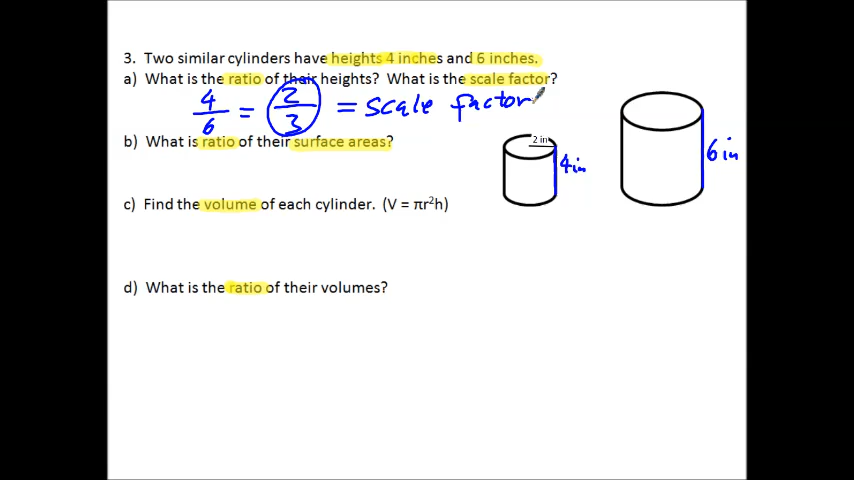 3. Two similar cylinders have heights 4 inches and 6 inches.
a) What is the ratio of their heights? What is the scale factor?
4/6 = 2/3 = scale factor
b) What is ratio of their surface areas?
2 in
4in
6 in
c) Find the volume of each cylinder. (V = πr²h)
d) What is the ratio of their volumes?